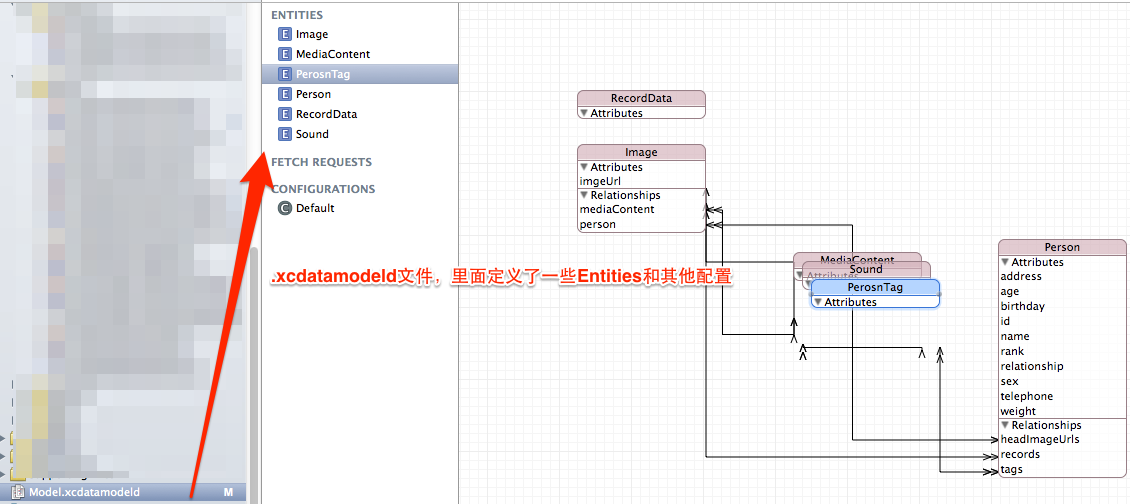 ENTITIES
E Image
E MediaContent
E PerosnTag
E Person
E RecordData
E Sound
FETCH REQUESTS
CONFIGURATIONS
C Default
RecordData
Attributes
Image
Attributes
imgeUrl
Relationships
mediaContent
person
MediaContent
Attributes
Sound
PerosnTag
Attributes
Person
Attributes
address
age
birthday
id
name
rank
relationship
sex
telephone
weight
Relationships
headImageUrls
records
tags
.xcdatamodeld文件，里面定义了一些Entities和其他配置
Model.xcdatamodeld M